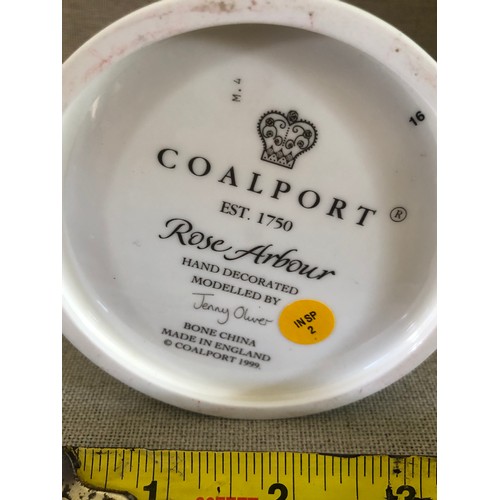 M.4
16
COALPORT ®
EST. 1750
Rose Arbour
HAND DECORATED
MODELLED BY
Jenny Oliver
BONE CHINA
MADE IN ENGLAND
© COALPORT 1999.
INSP
2
1 2 3